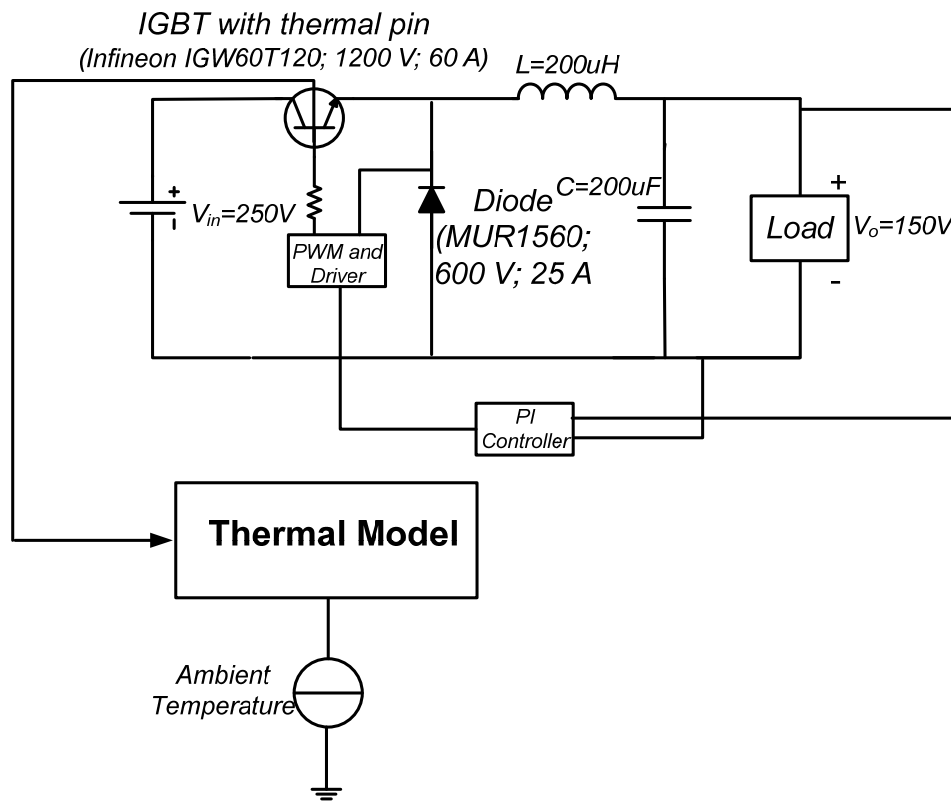 IGBT with thermal pin
(Infineon IGW60T120; 1200 V; 60 A)
L=200uH
+
Vin=250V
-
PWM and
Driver
Diode
(MUR1560;
600 V; 25 A
C=200uF
+
Load
Vo=150V
-
PI
Controller
Thermal Model
Ambient
Temperature